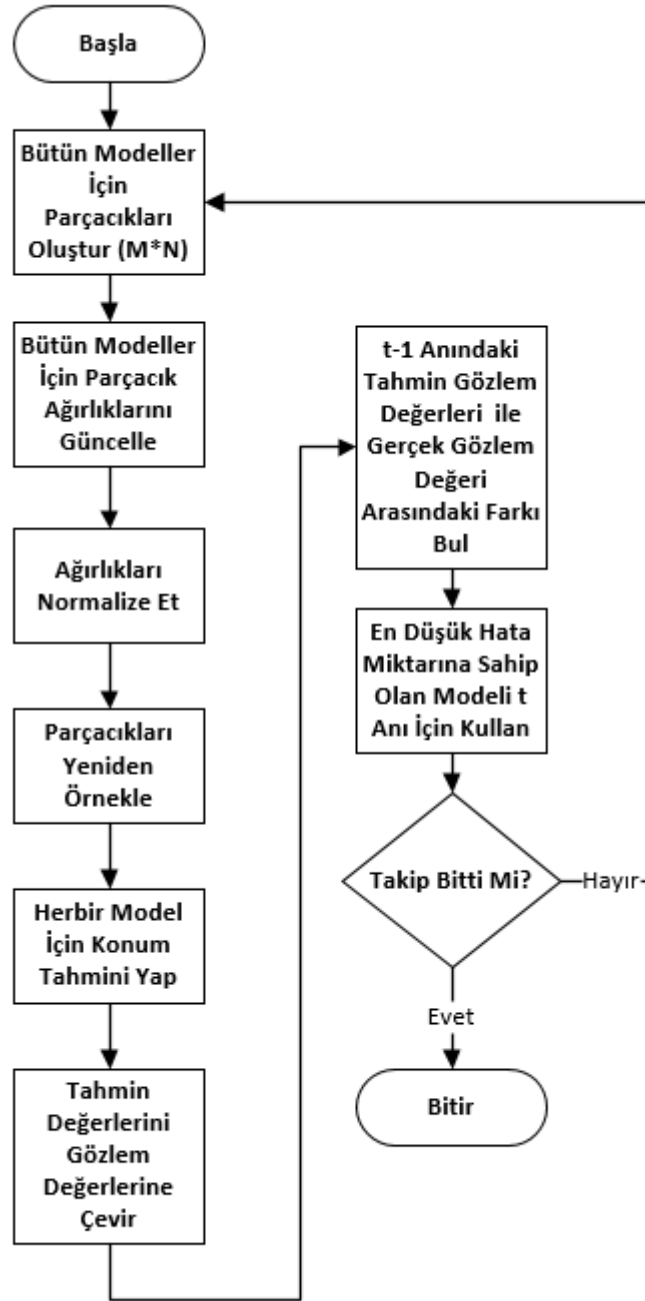 Başla
Bütün Modeller
İçin
Parçacıkları
Oluştur (M*N)
Bütün Modeller
İçin Parçacık
Ağırlıklarını
Güncelle
Ağırlıkları
Normalize Et
Parçacıkları
Yeniden
Örnekle
Herbir Model
İçin Konum
Tahmini Yap
Tahmin
Değerlerini
Gözlem
Değerlerine
Çevir
t-1 Anındaki
Tahmin Gözlem
Değerleri ile
Gerçek Gözlem
Değeri
Arasındaki Farkı
Bul
En Düşük Hata
Miktarına Sahip
Olan Modeli t
Anı İçin Kullan
Takip Bitti Mi?
Hayır
Evet
Bitir